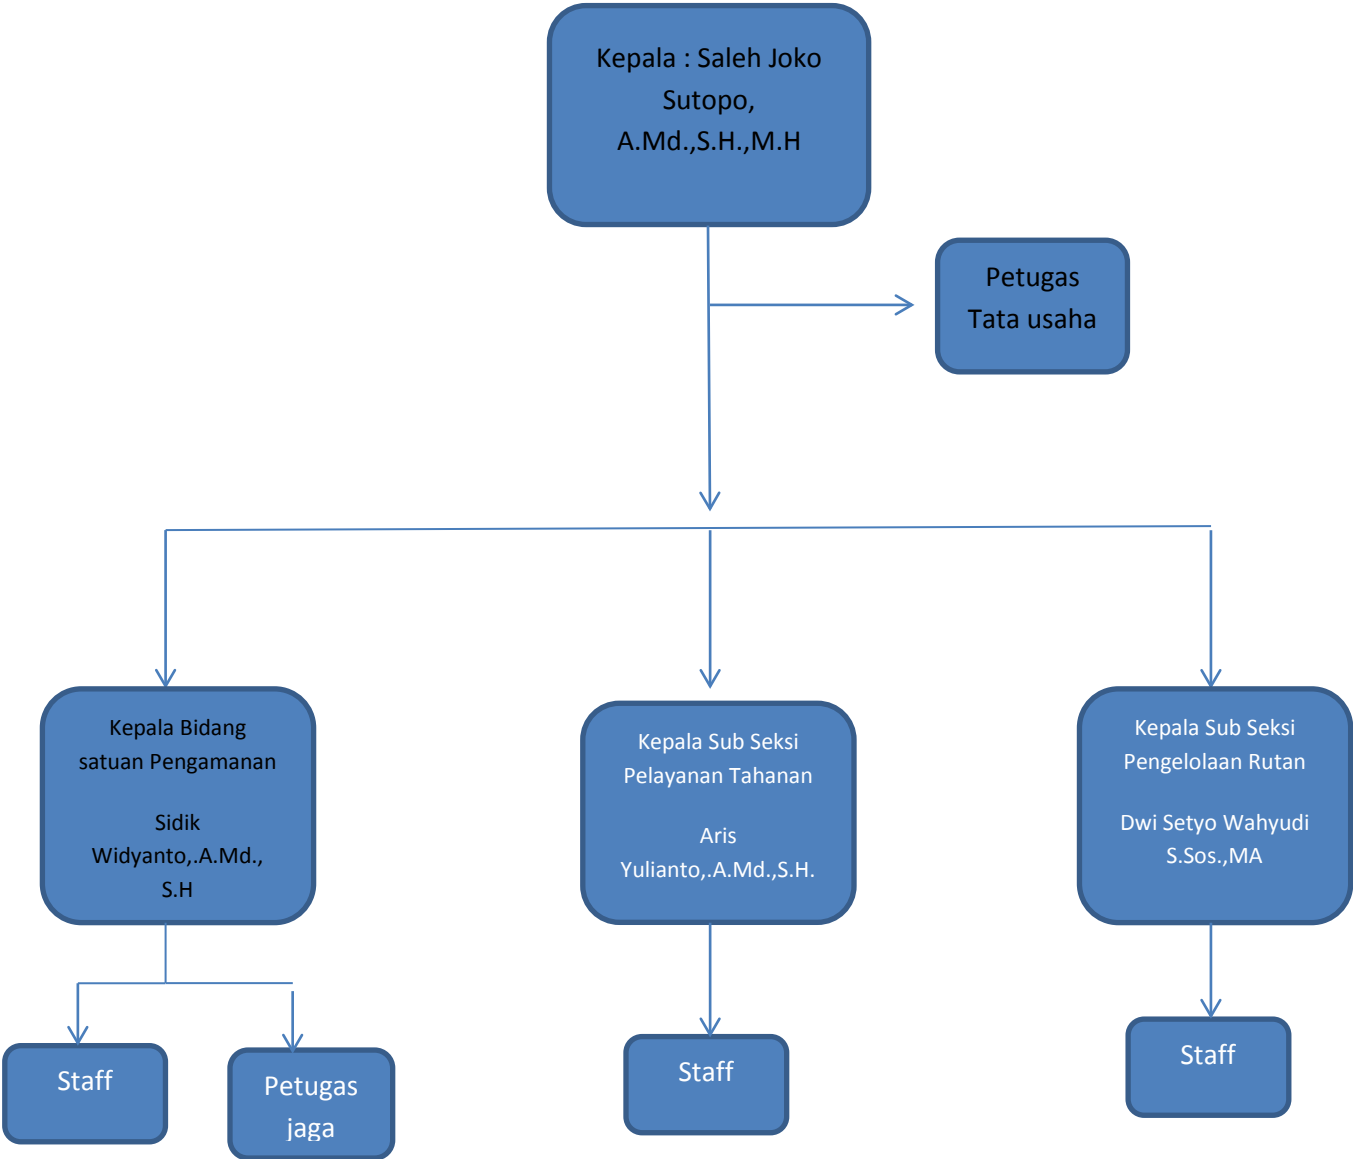 Kepala : Saleh Joko
Sutopo,
A.Md.,S.H.,M.H
Petugas
Tata usaha
Kepala Bidang
satuan Pengamanan
Sidik
Widyanto,.A.Md.,
S.H
Kepala Sub Seksi
Pelayanan Tahanan
Aris
Yulianto,.A.Md.,S.H.
Kepala Sub Seksi
Pengelolaan Rutan
Dwi Setyo Wahyudi
S.Sos.,MA
Staff
Petugas
jaga
Staff
Staff